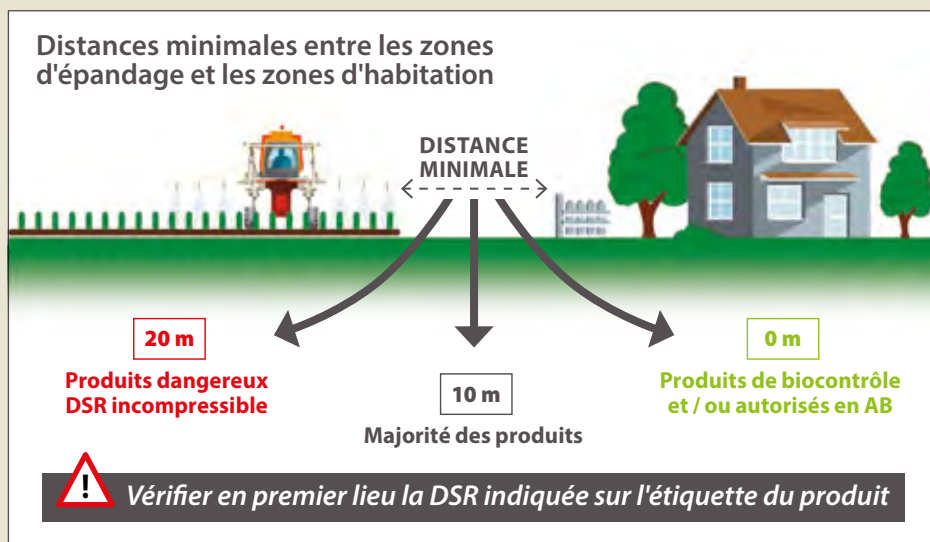 Distances minimales entre les zones
d'épandage et les zones d'habitation
DISTANCE
MINIMALE
20 m
Produits dangereux
DSR incompressible
10 m
Majorité des produits
0 m
Produits de biocontrôle
et / ou autorisés en AB
! Vérifier en premier lieu la DSR indiquée sur l'étiquette du produit